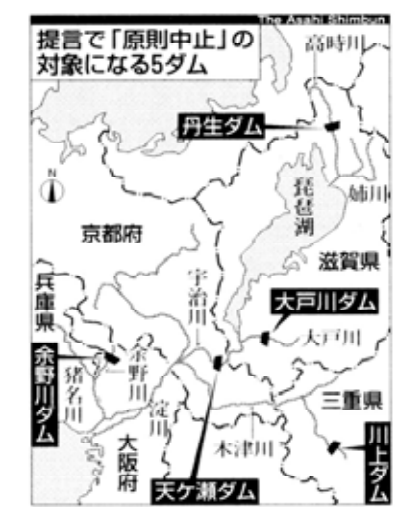 The Asahi Shimbun
提言で「原則中止」の
対象になる5ダム
高時川
丹生ダム
N
琵琶湖
姉川
京都府
滋賀県
兵庫県
宇治川
大戸川ダム
大戸川
余野川ダム
猪名川
余野川
淀川
三重県
大阪府
木津川
川上ダム
天ケ瀬ダム